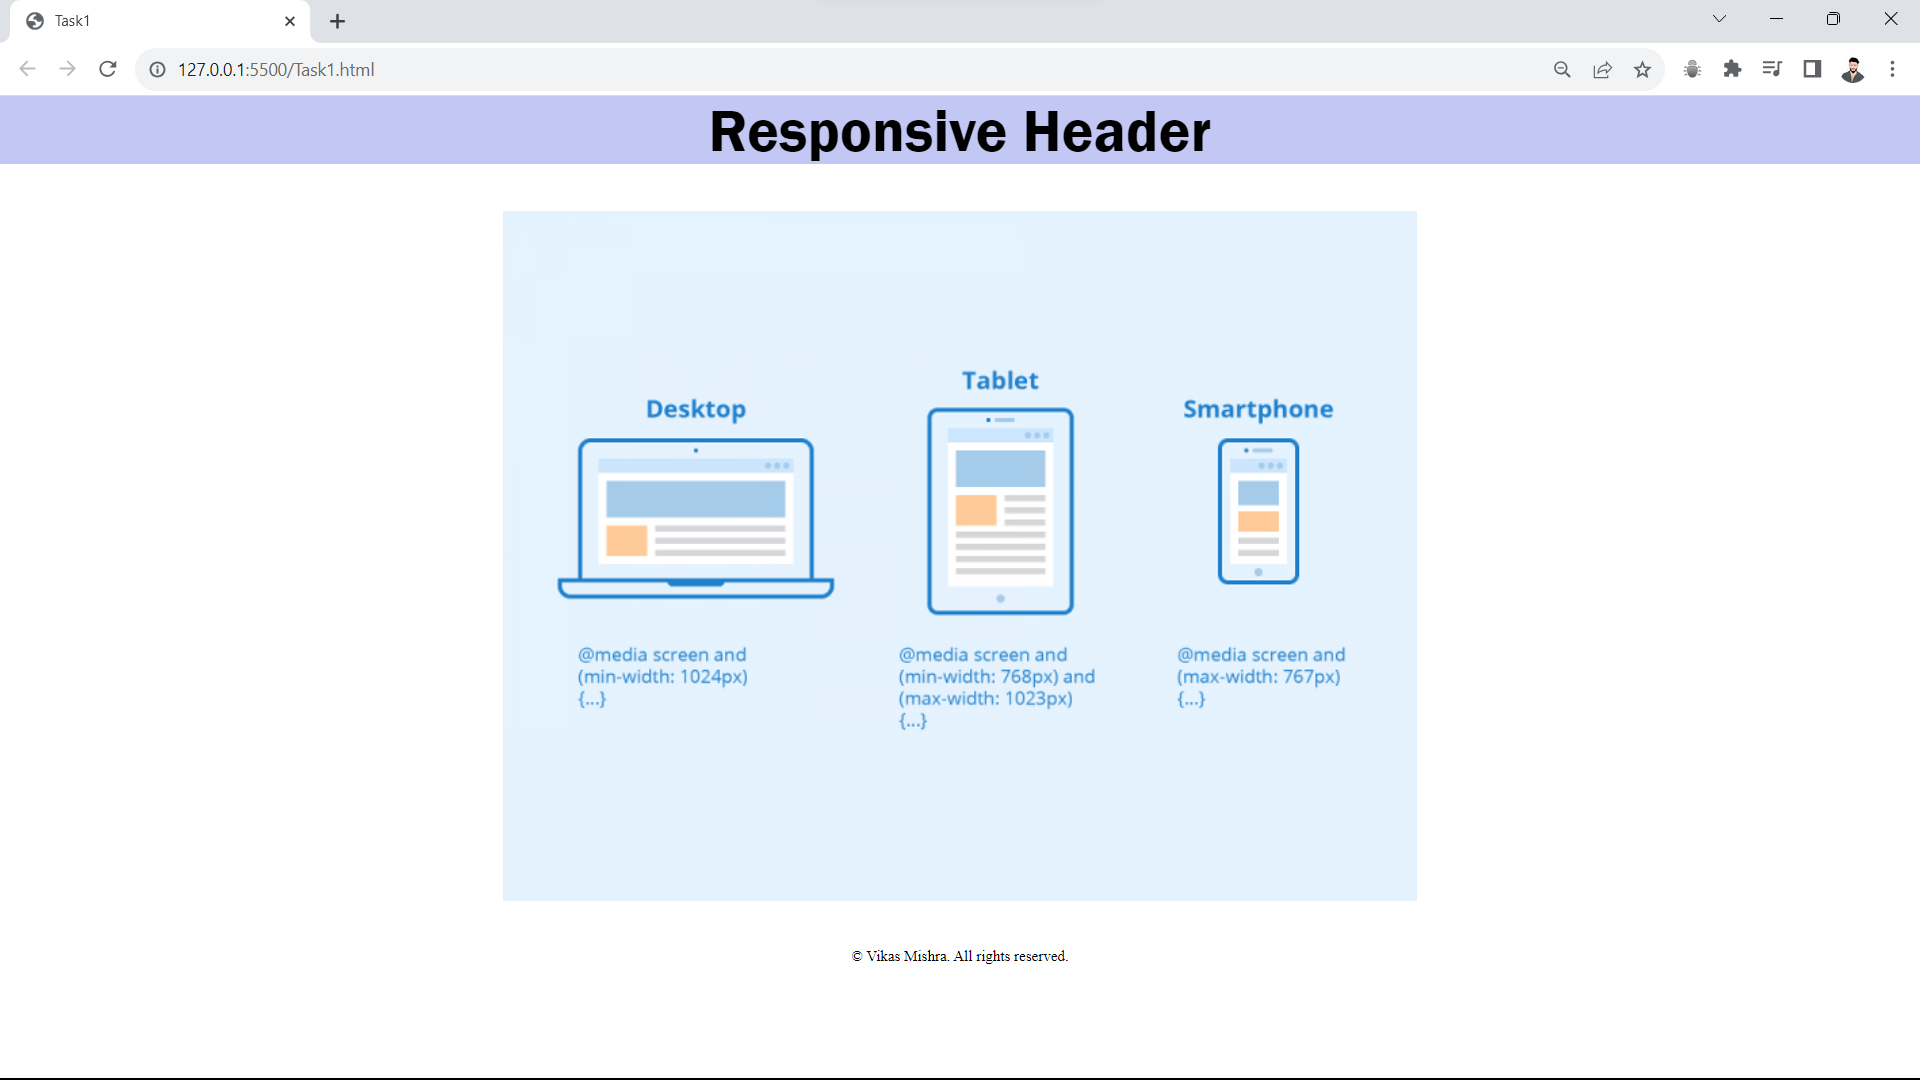 Task1
127.0.0.1:5500/Task1.html
Responsive Header
Desktop
Tablet
Smartphone
@media screen and
(min-width: 1024px)
{...}
@media screen and
(min-width: 768px) and
(max-width: 1023px)
{...}
@media screen and
(max-width: 767px)
{...}
© Vikas Mishra. All rights reserved.